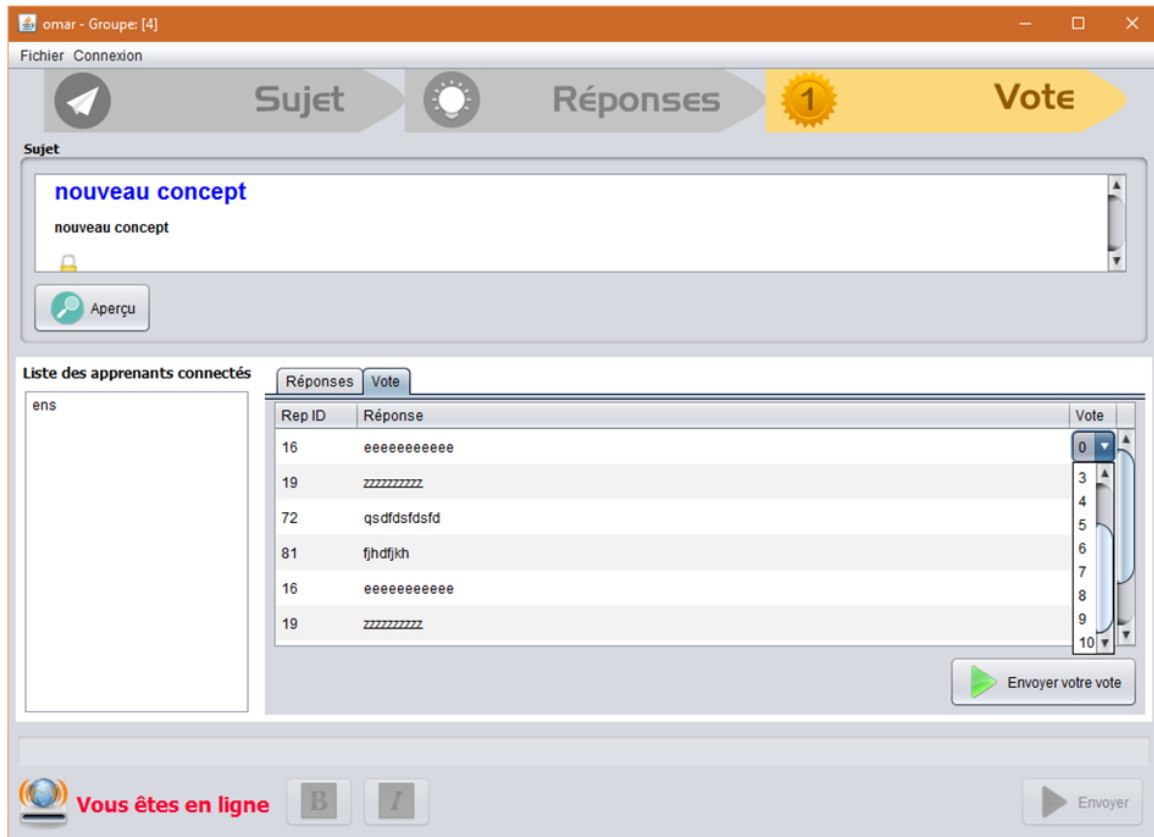 omar - Groupe: [4]
Fichier Connexion
Sujet Réponses 1 Vote
Sujet
nouveau concept
nouveau concept
Aperçu
Liste des apprenants connectés
ens
Réponses Vote
Rep ID Réponse Vote
16 eeeeeeeeeee 0
19 zzzzzzzzzz
72 qsdfdsfdsfd
81 fjhdfjkh
16 eeeeeeeeeee
19 zzzzzzzzzz
3
4
5
6
7
8
9
10
Envoyer votre vote
Vous êtes en ligne B I Envoyer